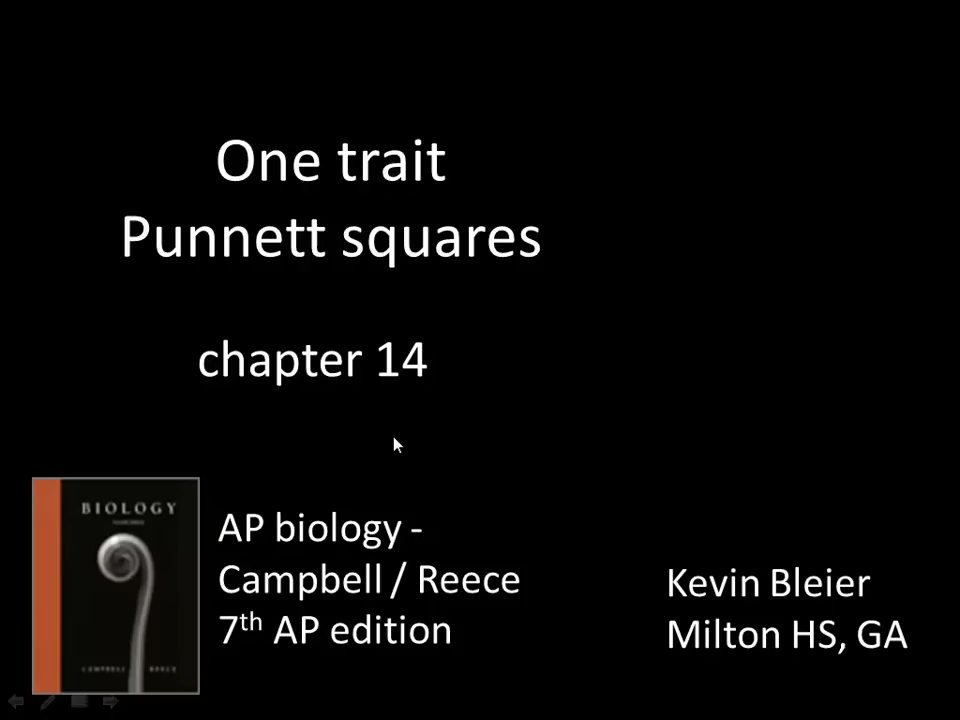 One trait
Punnett squares
chapter 14
BIOLOGY
AP biology -
Campbell / Reece
7th AP edition
CAMPBELL REECE
Kevin Bleier
Milton HS, GA